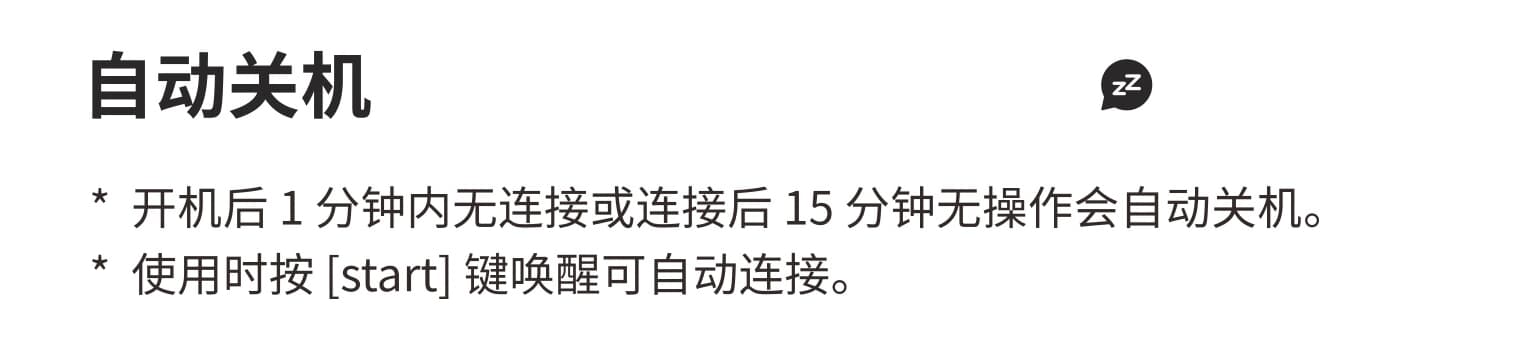 自动关机
zz
* 开机后 1 分钟内无连接或连接后 15 分钟无操作会自动关机。
* 使用时按 [start] 键唤醒可自动连接。